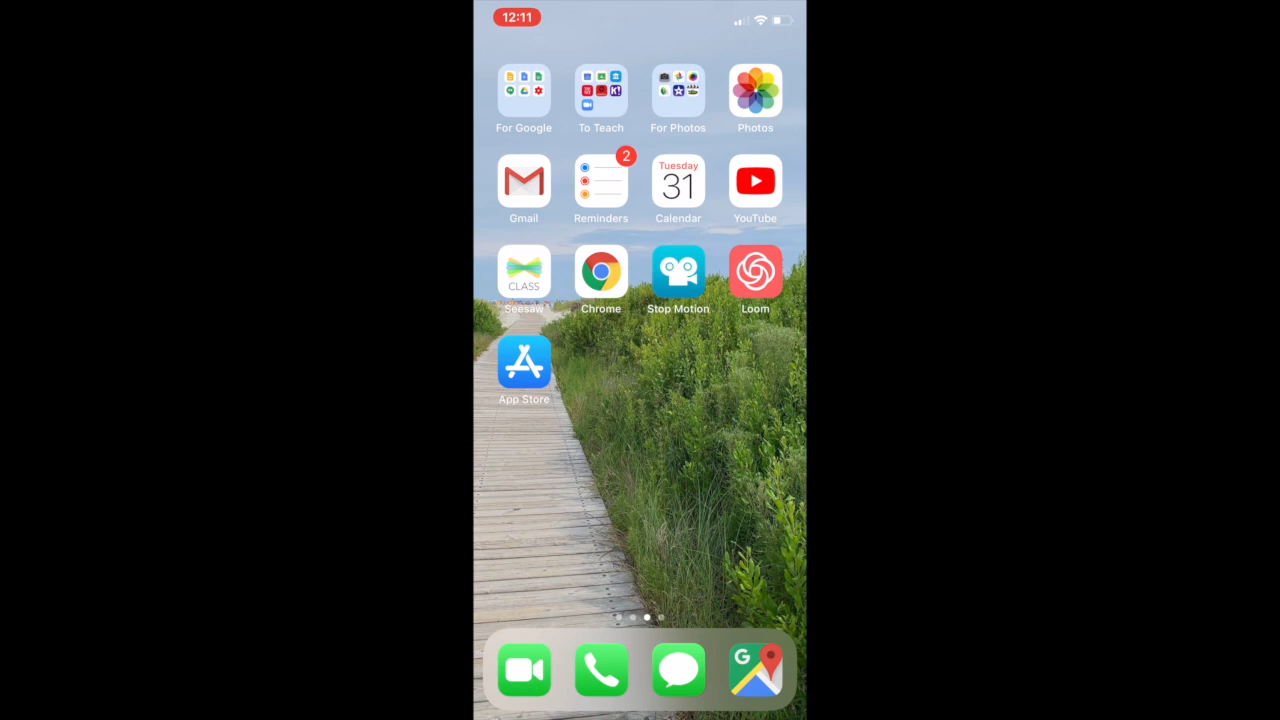 12:11
For Google
To Teach
For Photos
Photos
2
Tuesday
31
Gmail
Reminders
Calendar
YouTube
CLASS
Seesaw
Chrome
Stop Motion
Loom
App Store
G